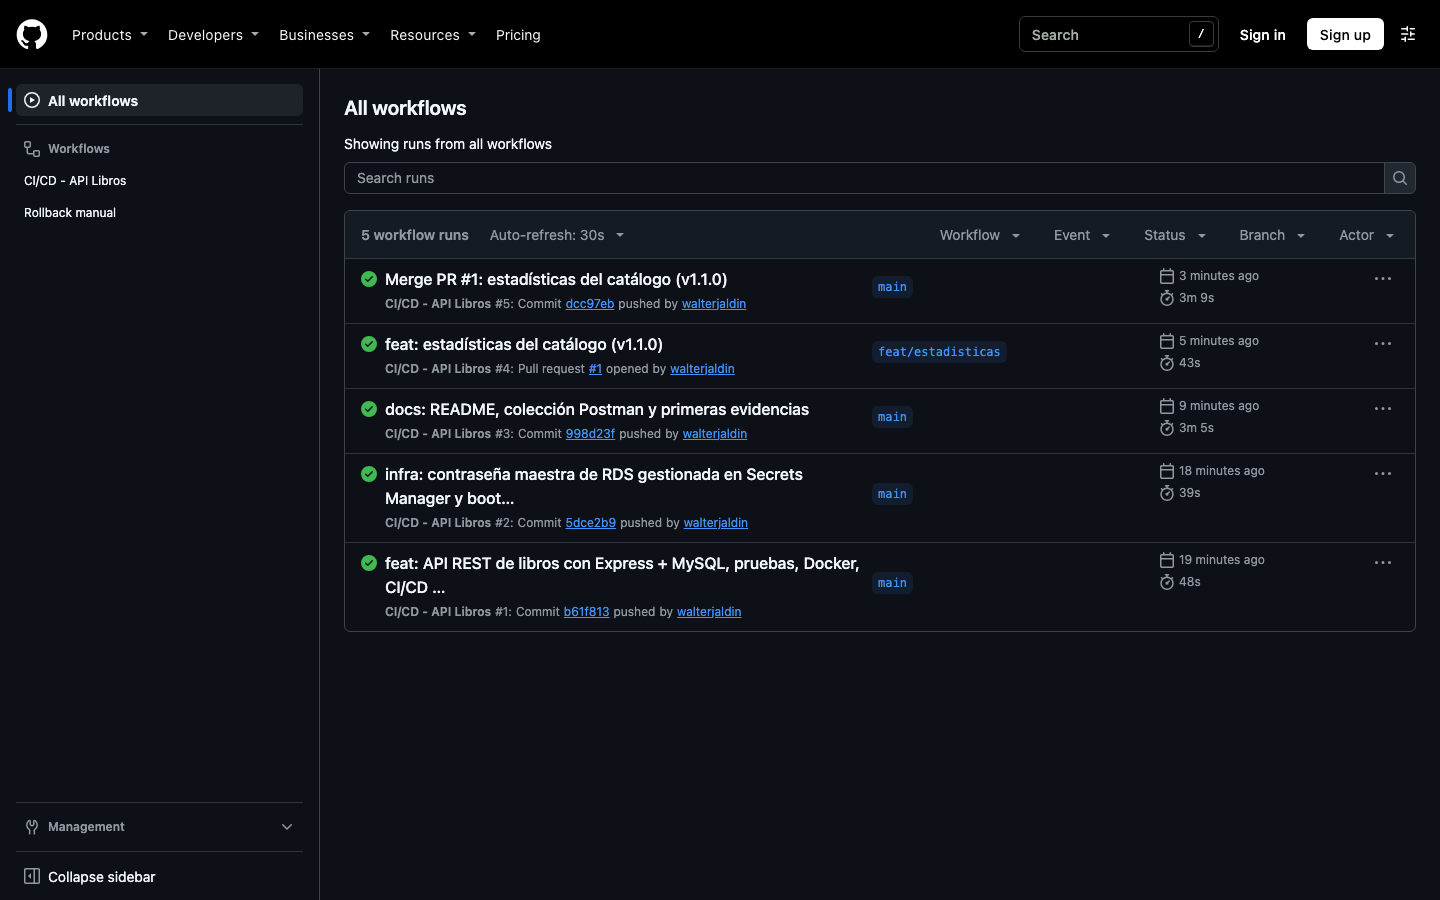 Products Developers Businesses Resources Pricing Search / Sign in Sign up
All workflows
Workflows
CI/CD - API Libros
Rollback manual
Management
Collapse sidebar
All workflows
Showing runs from all workflows
Search runs
5 workflow runs Auto-refresh: 30s Workflow Event Status Branch Actor
Merge PR #1: estadísticas del catálogo (v1.1.0)
CI/CD - API Libros #5: Commit dcc97eb pushed by walterjaldin
main
3 minutes ago
3m 9s
feat: estadísticas del catálogo (v1.1.0)
CI/CD - API Libros #4: Pull request #1 opened by walterjaldin
feat/estadisticas
5 minutes ago
43s
docs: README, colección Postman y primeras evidencias
CI/CD - API Libros #3: Commit 998d23f pushed by walterjaldin
main
9 minutes ago
3m 5s
infra: contraseña maestra de RDS gestionada en Secrets
Manager y boot...
CI/CD - API Libros #2: Commit 5dce2b9 pushed by walterjaldin
main
18 minutes ago
39s
feat: API REST de libros con Express + MySQL, pruebas, Docker,
CI/CD ...
CI/CD - API Libros #1: Commit b61f813 pushed by walterjaldin
main
19 minutes ago
48s